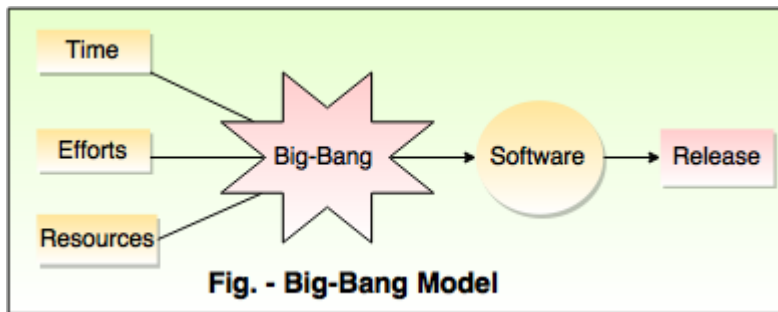 Time
Efforts
Resources
Big-Bang
Software
Release
Fig. - Big-Bang Model